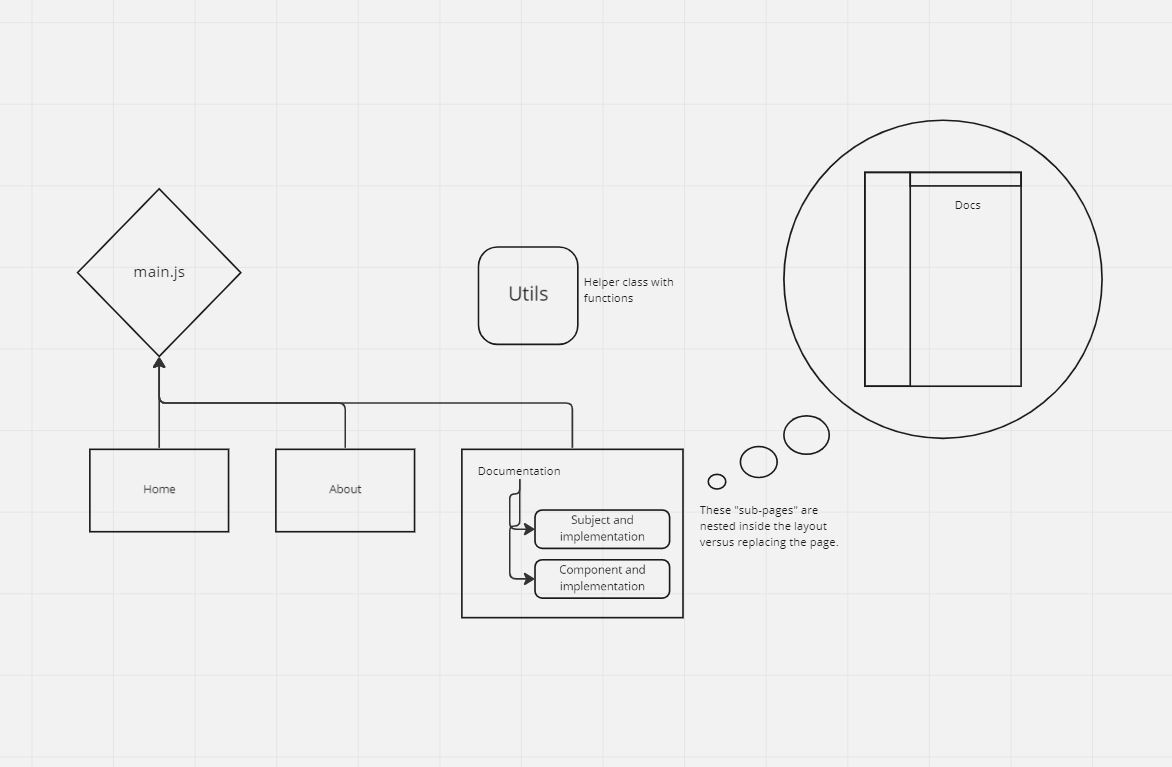 Docs
main.js
Utils
Helper class with
functions
Home
About
Documentation
Subject and
implementation
Component and
implementation
These "sub-pages" are
nested inside the layout
versus replacing the page.